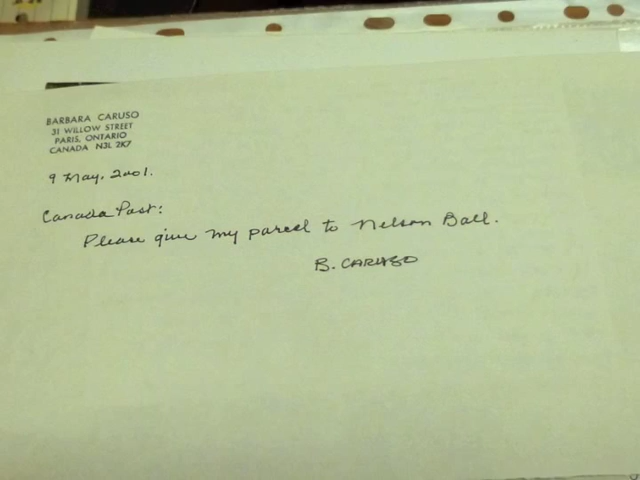 BARBARA CARUSO
31 WILLOW STREET
PARIS, ONTARIO
CANADA N3L 2K7
9 May, 2001.
Canada Post:
Please give my parcel to Nelson Ball.
B. CARUSO